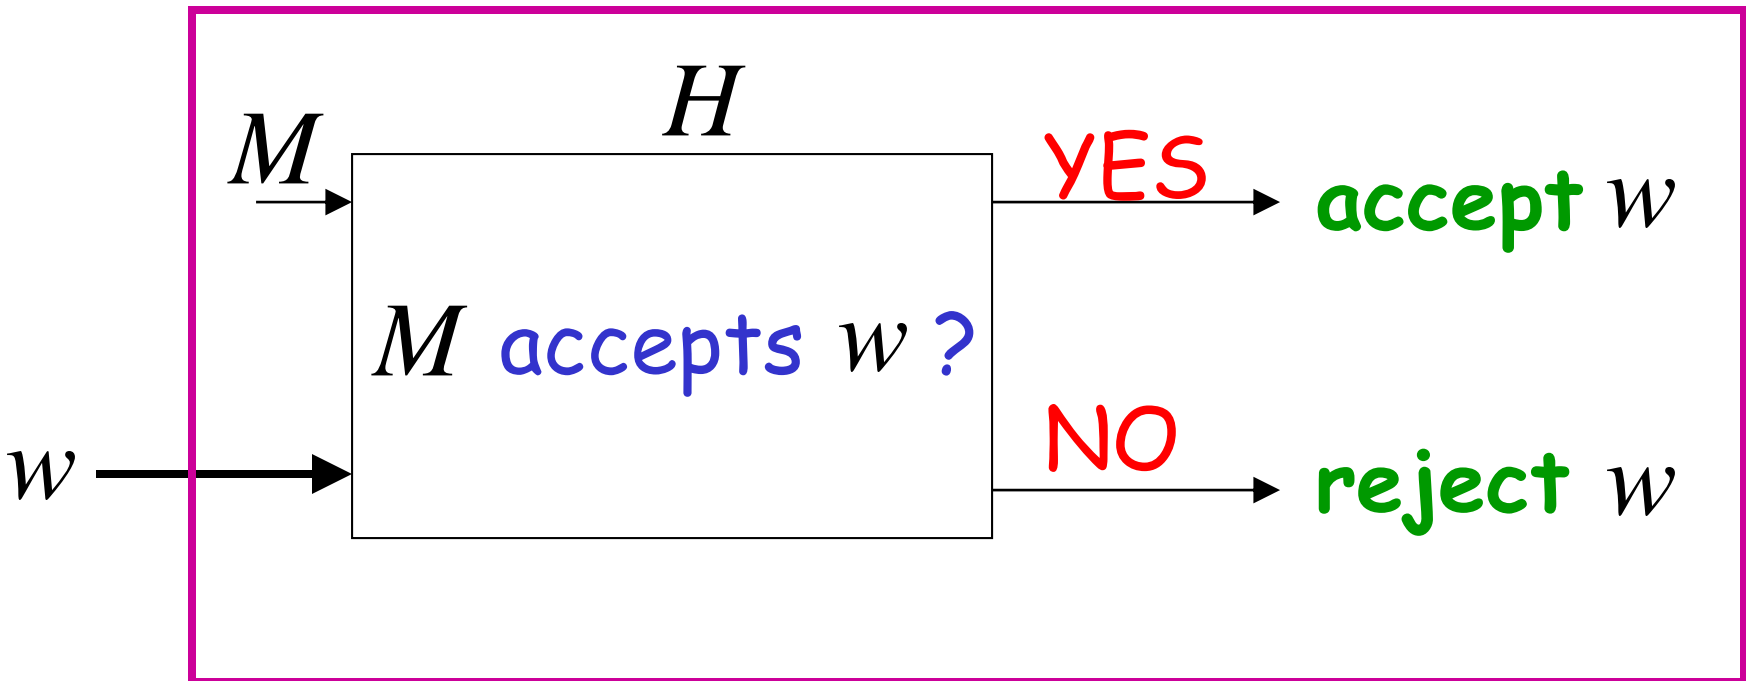 H
M
YES
accept w
M accepts w ?
NO
w
reject w